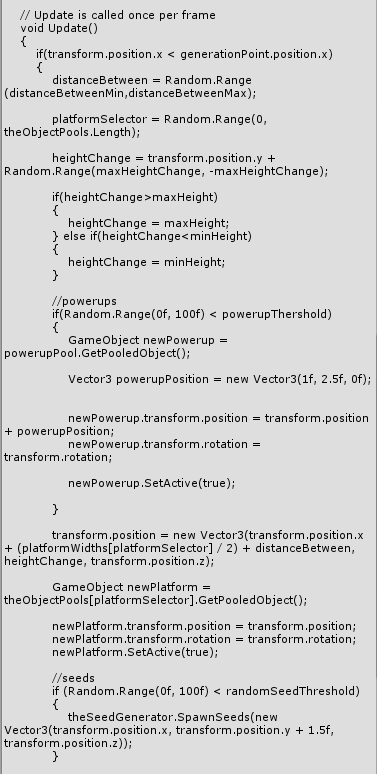 // Update is called once per frame
void Update()
{
if(transform.position.x < generationPoint.position.x)
{
distanceBetween = Random.Range
(distanceBetweenMin,distanceBetweenMax);
platformSelector = Random.Range(0,
theObjectPools.Length);
heightChange = transform.position.y +
Random.Range(maxHeightChange, -maxHeightChange);
if(heightChange>maxHeight)
{
heightChange = maxHeight;
} else if(heightChange<minHeight)
{
heightChange = minHeight;
}
//powerups
if(Random.Range(0f, 100f) < powerupThershold)
{
GameObject newPowerup =
powerupPool.GetPooledObject();
Vector3 powerupPosition = new Vector3(1f, 2.5f, 0f);
newPowerup.transform.position = transform.position
+ powerupPosition;
newPowerup.transform.rotation =
transform.rotation;
newPowerup.SetActive(true);
}
transform.position = new Vector3(transform.position.x
+ (platformWidths[platformSelector] / 2) + distanceBetween,
heightChange, transform.position.z);
GameObject newPlatform =
theObjectPools[platformSelector].GetPooledObject();
newPlatform.transform.position = transform.position;
newPlatform.transform.rotation = transform.rotation;
newPlatform.SetActive(true);
//seeds
if (Random.Range(0f, 100f) < randomSeedThreshold)
{
theSeedGenerator.SpawnSeeds(new
Vector3(transform.position.x, transform.position.y + 1.5f,
transform.position.z));
}